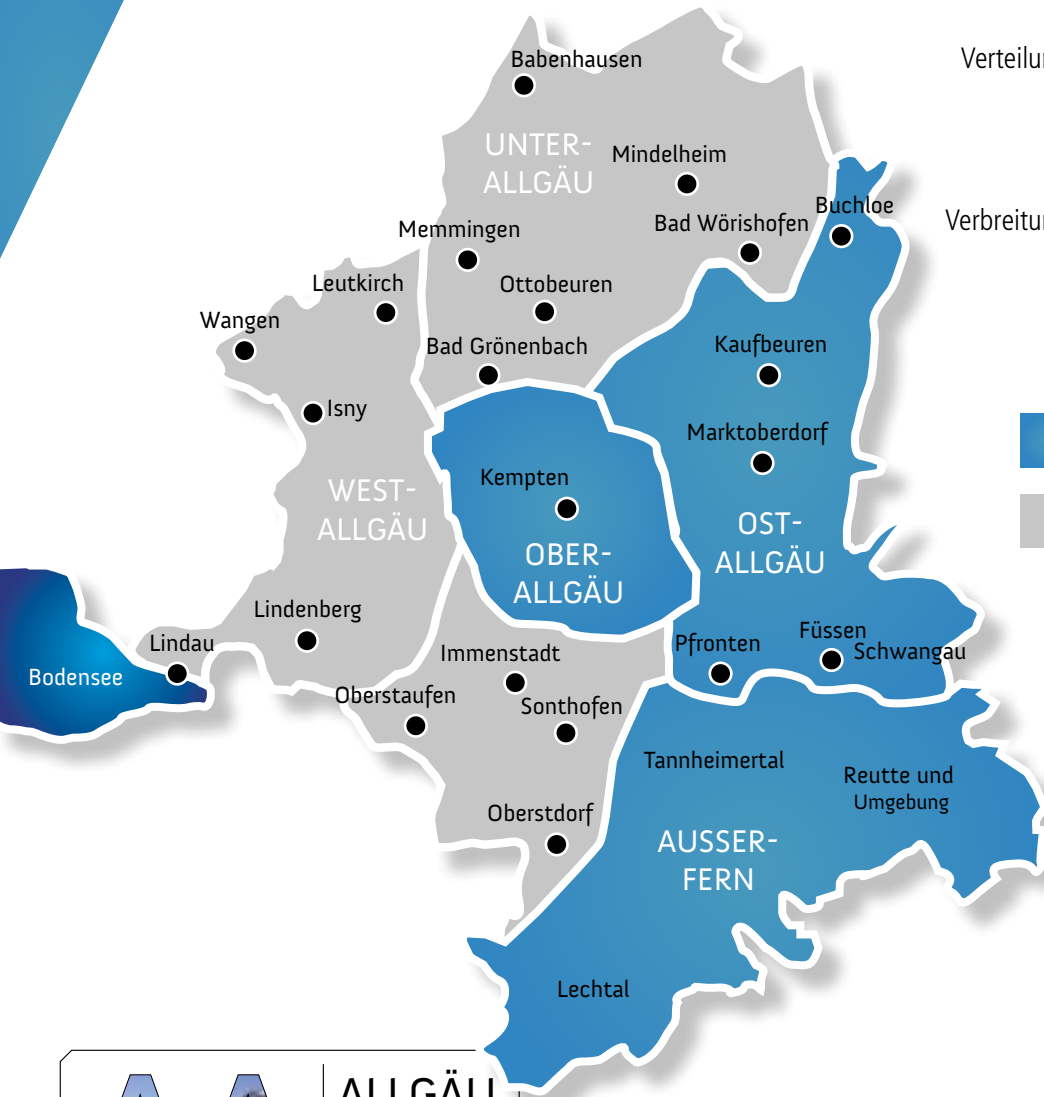 Babenhausen
UNTER-
ALLGÄU
Mindelheim
Buchloe
Bad Wörishofen
Memmingen
Leutkirch
Ottobeuren
Wangen
Bad Grönenbach
Kaufbeuren
Isny
Marktoberdorf
Kempten
WEST-
ALLGÄU
OBER-
ALLGÄU
OST-
ALLGÄU
Lindenberg
Lindau
Bodensee
Immenstadt
Pfronten
Füssen
Schwangau
Oberstaufen
Sonthofen
Tannheimertal
Reutte und
Umgebung
Oberstdorf
AUSSER-
FERN
Lechtal
ALLGÄU